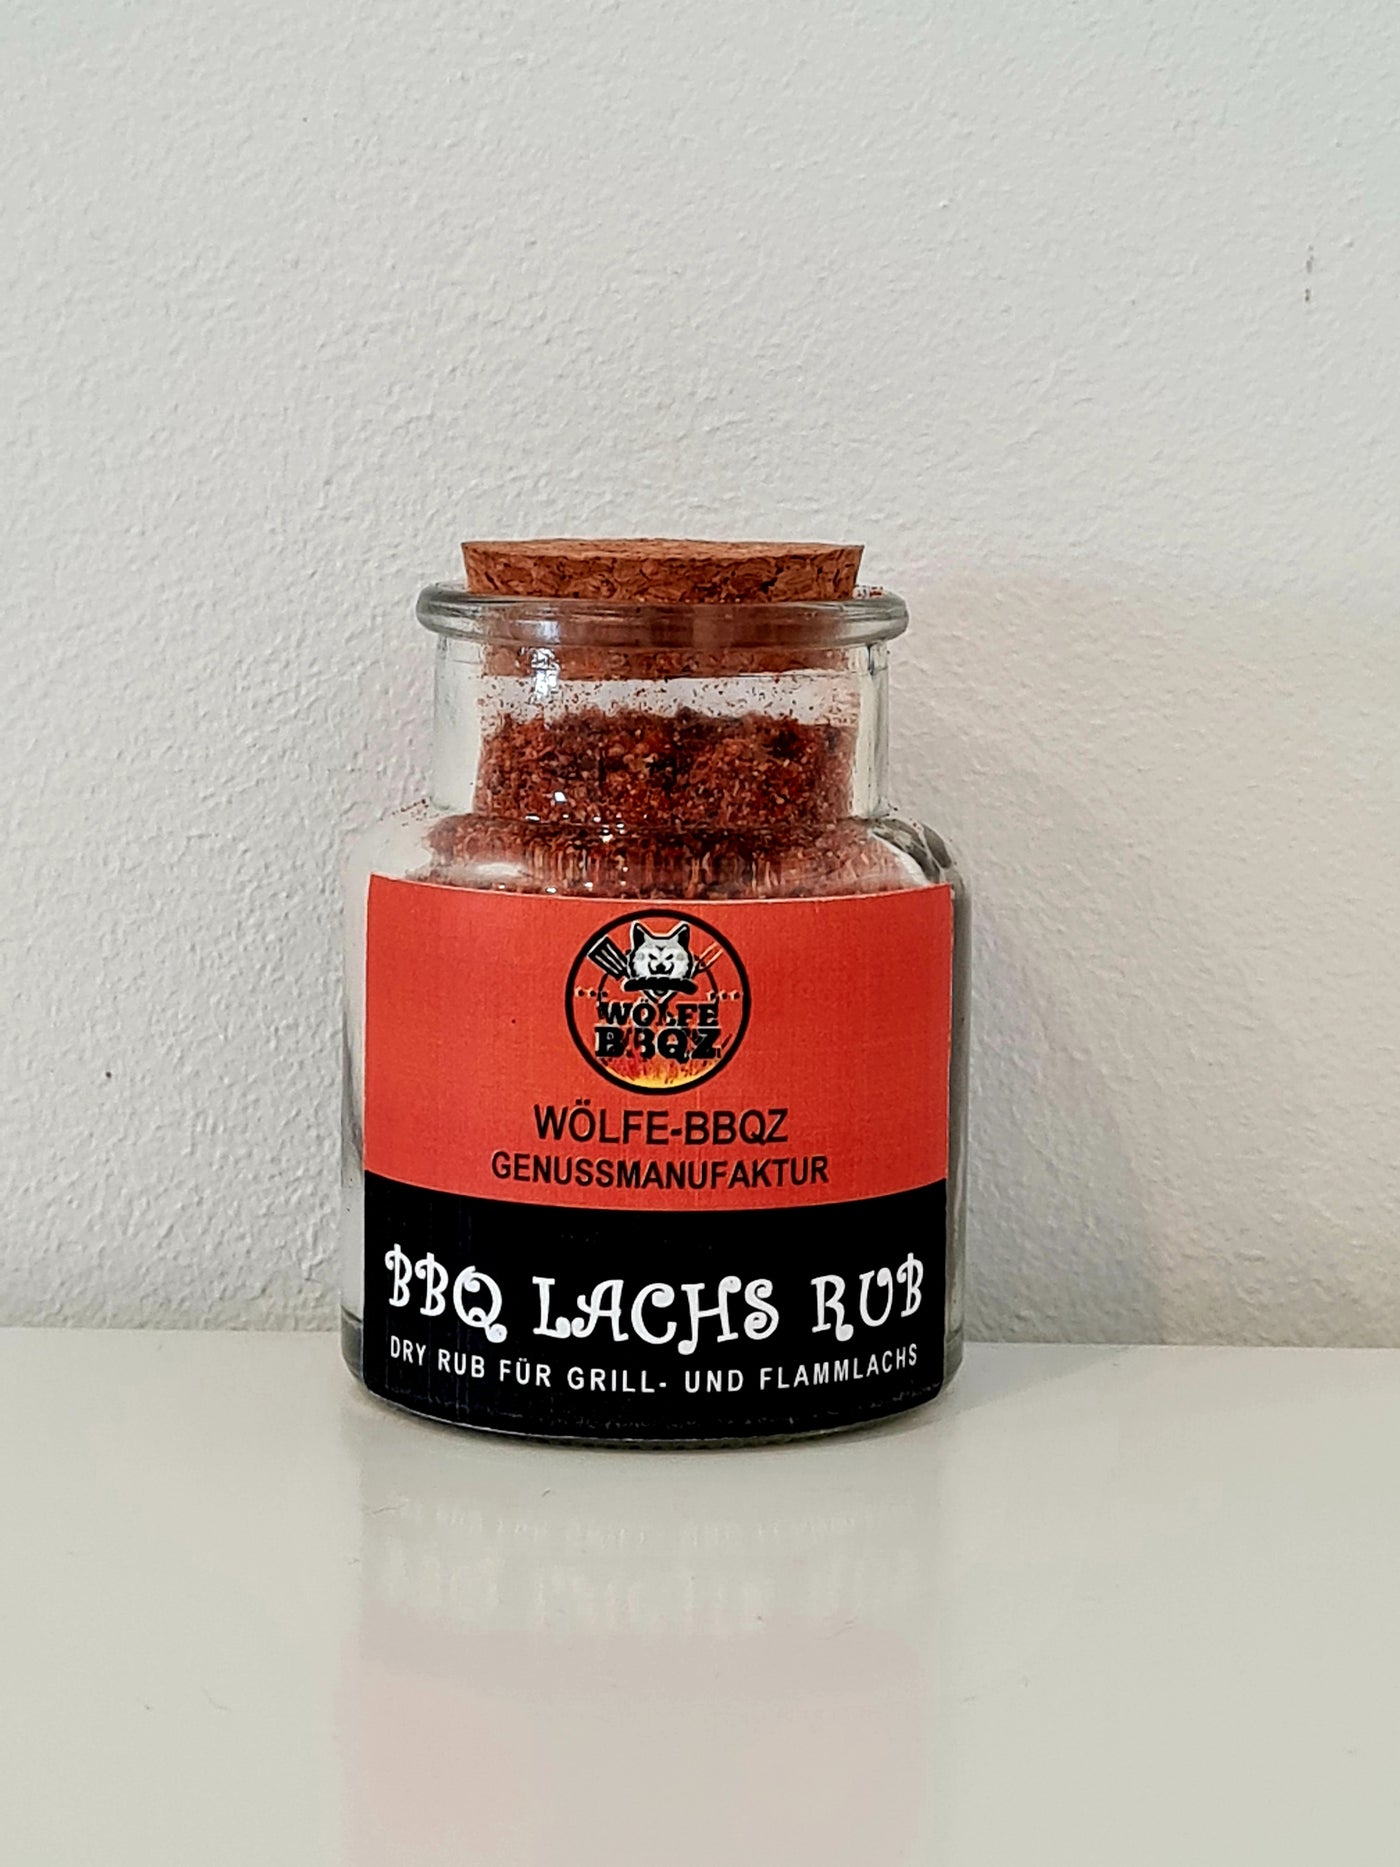 WÖLFE
BBQZ
WÖLFE-BBQZ
GENUSSMANUFAKTUR
BBQ LACHS RUB
DRY RUB FÜR GRILL- UND FLAMMLACHS